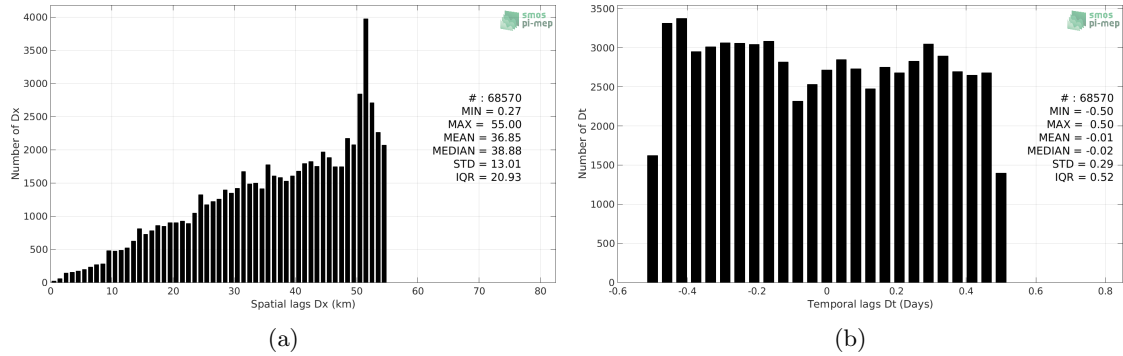 4000
3500
3000
2500
2000
1500
1000
500
0
Number of Dx
smos
pi-mep
# : 68570
MIN = 0.27
MAX = 55.00
MEAN = 36.85
MEDIAN = 38.88
STD = 13.01
IQR = 20.93
0 10 20 30 40 50 60 70 80
Spatial lags Dx (km)
(a)
3500
3000
2500
2000
1500
1000
500
0
Number of Dt
smos
pi-mep
# : 68570
MIN = -0.50
MAX = 0.50
MEAN = -0.01
MEDIAN = -0.02
STD = 0.29
IQR = 0.52
-0.6 -0.4 -0.2 0 0.2 0.4 0.6 0.8
Temporal lags Dt (Days)
(b)